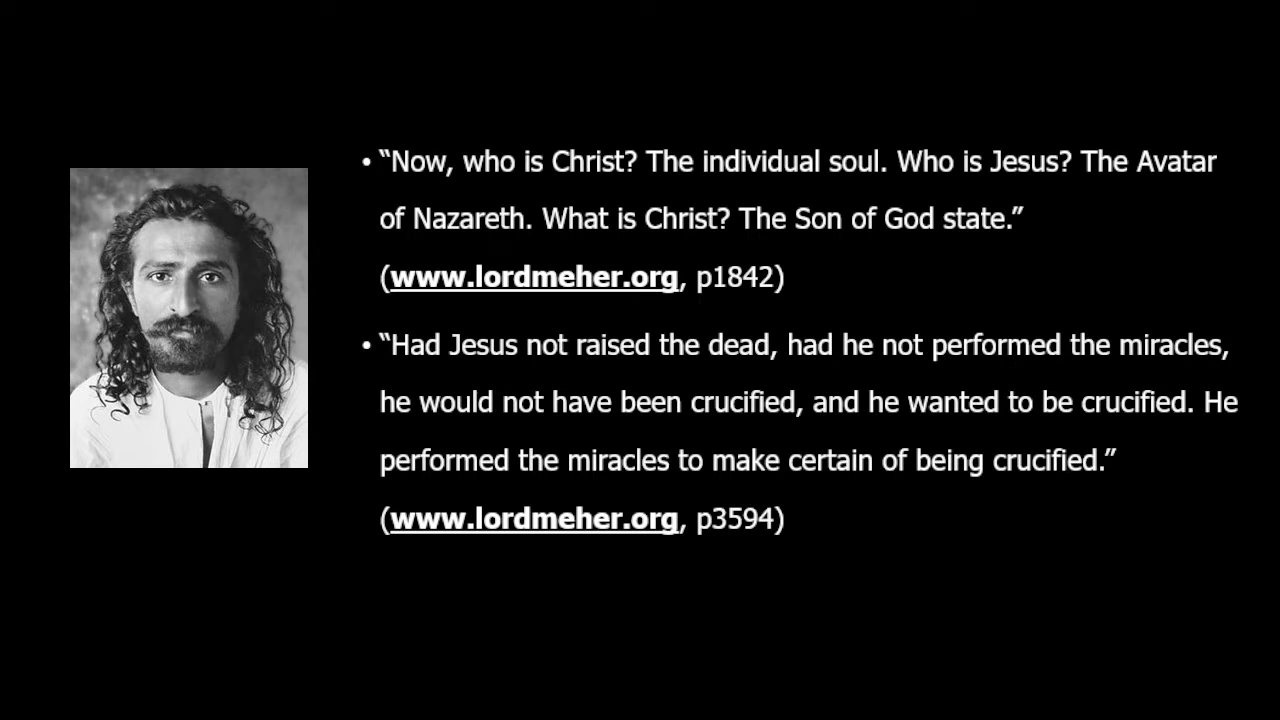 • “Now, who is Christ? The individual soul. Who is Jesus? The Avatar
of Nazareth. What is Christ? The Son of God state.”
(www.lordmeher.org, p1842)
• “Had Jesus not raised the dead, had he not performed the miracles,
he would not have been crucified, and he wanted to be crucified. He
performed the miracles to make certain of being crucified.”
(www.lordmeher.org, p3594)